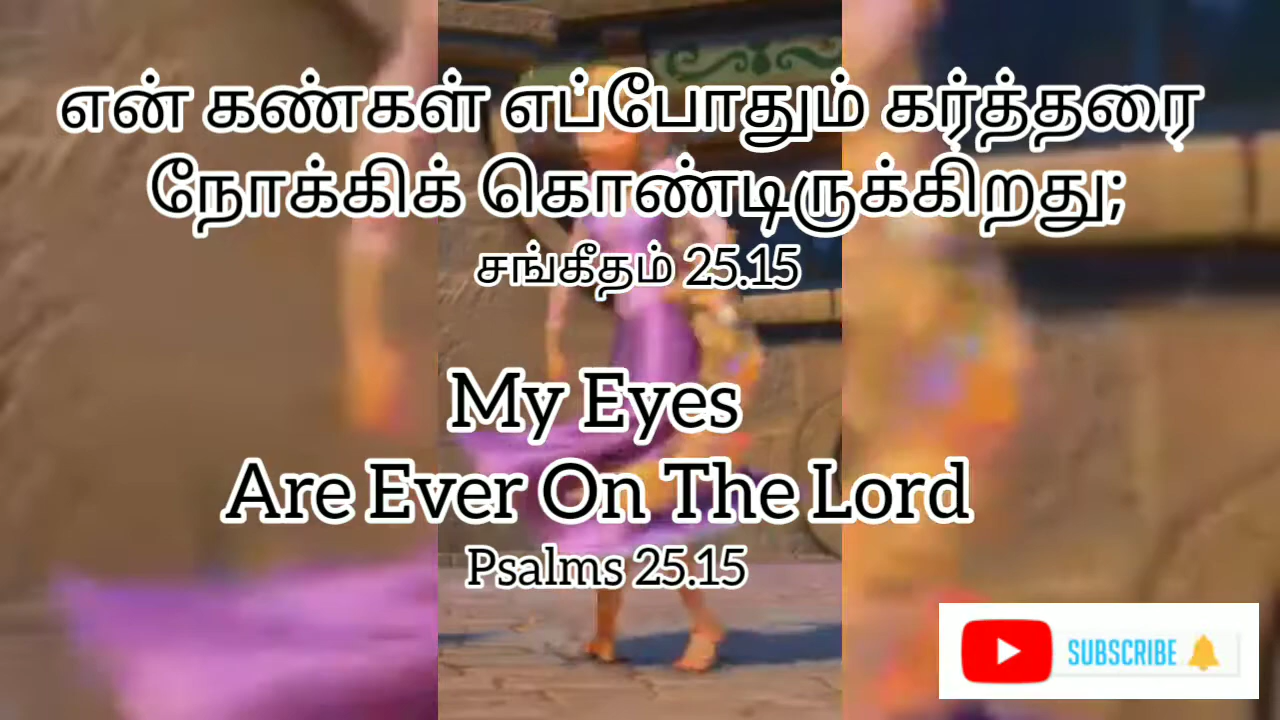 என் கண்கள் எப்போதும் கர்த்தரை
நோக்கிக் கொண்டிருக்கிறது;
சங்கீதம் 25.15
My Eyes
Are Ever On The Lord
Psalms 25.15
SUBSCRIBE